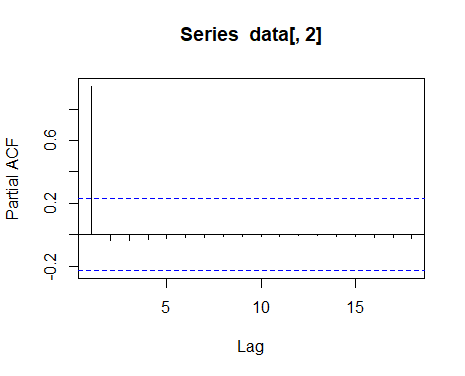 Series data[, 2]
Partial ACF
0.6
0.2
-0.2
5 10 15
Lag